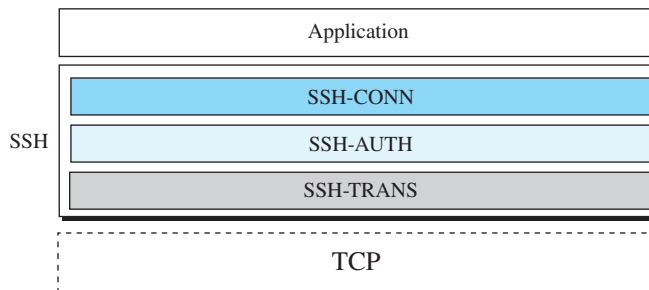 Application
SSH-CONN
SSH
SSH-AUTH
SSH-TRANS
TCP